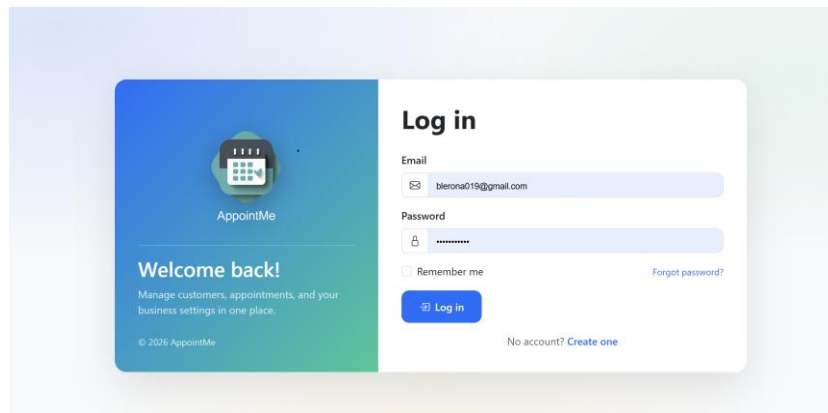 AppointMe
Welcome back!
Manage customers, appointments, and your
business settings in one place.
© 2026 AppointMe
Log in
Email
blerona019@gmail.com
Password
•••••••••••
Remember me
Forgot password?
Log in
No account? Create one